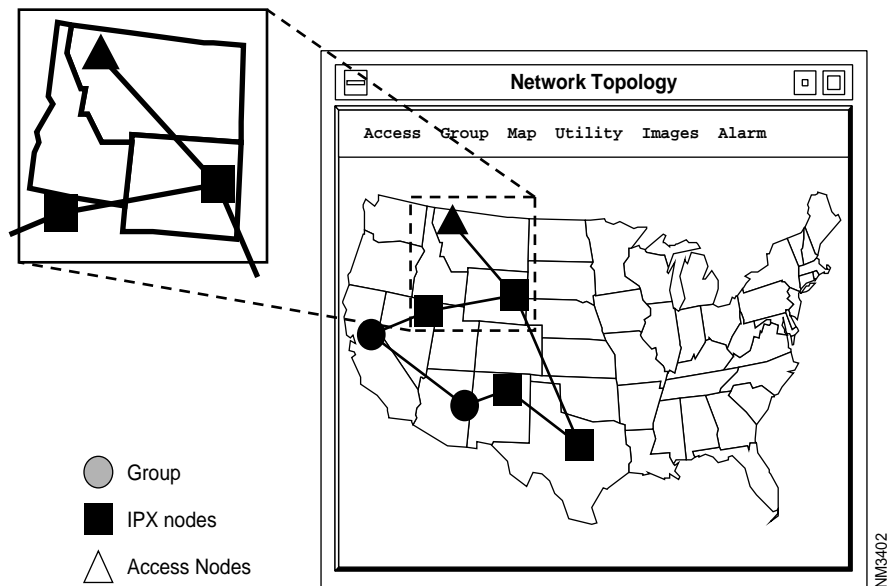 Network Topology
Access Group Map Utility Images Alarm
Group
IPX nodes
Access Nodes
NM3402